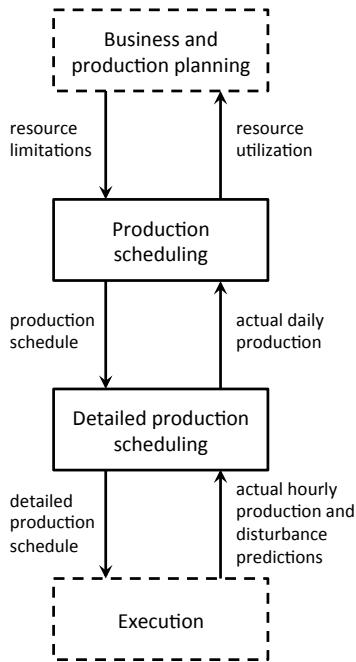 Business and
production planning
resource
limitations
resource
utilization
Production
scheduling
production
schedule
actual daily
production
Detailed production
scheduling
detailed
production
schedule
actual hourly
production and
disturbance
predictions
Execution